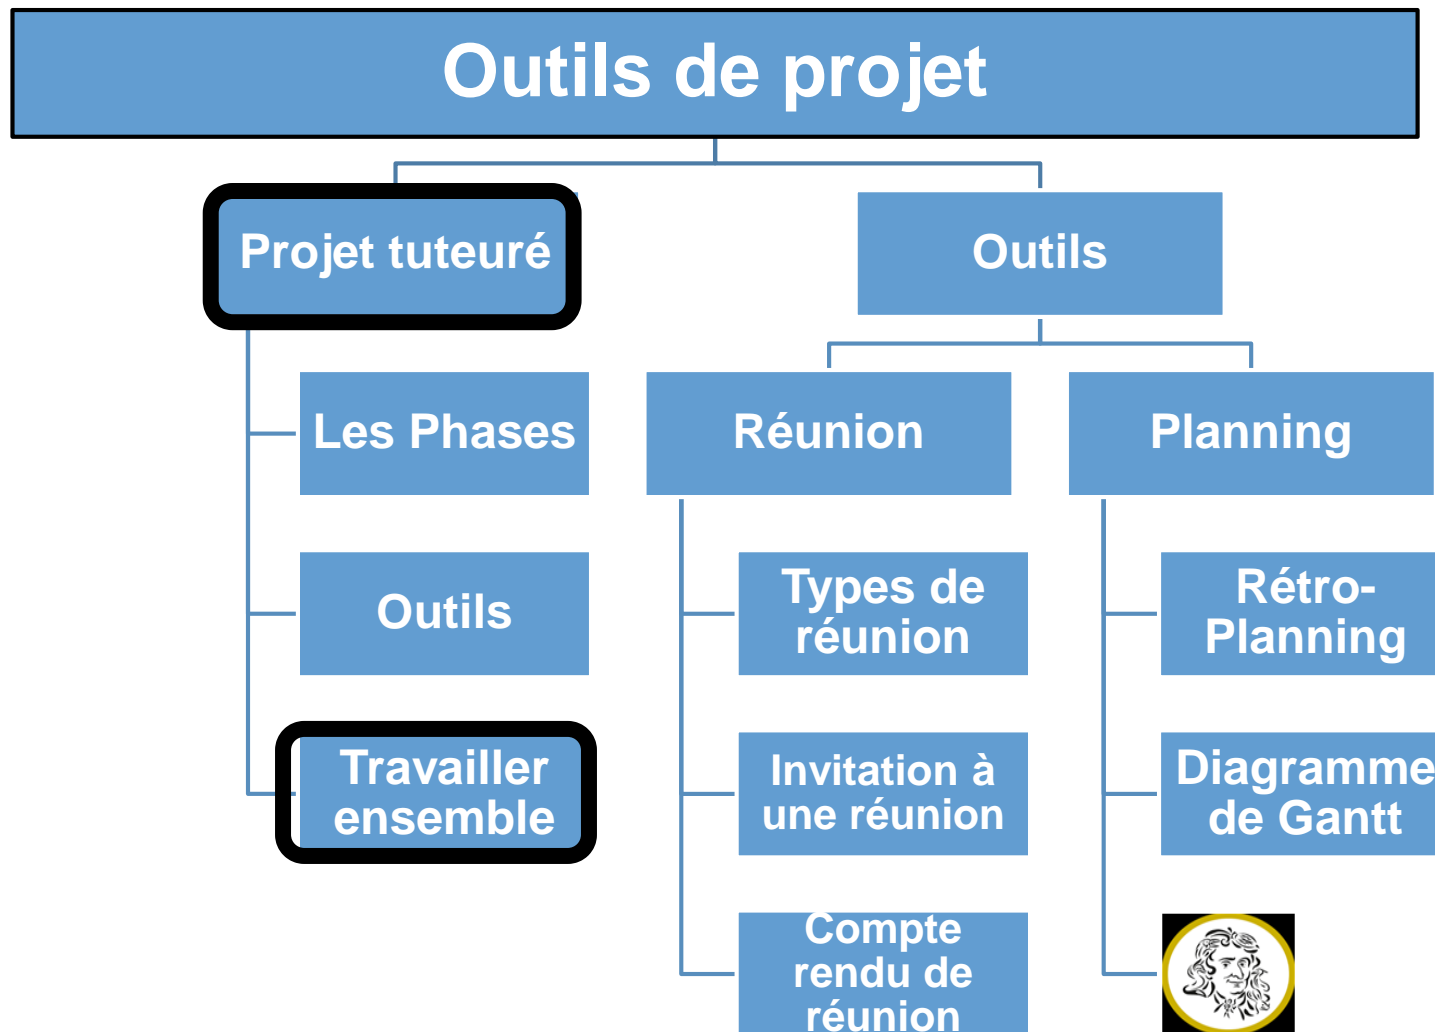 Outils de projet
Projet tuteuré
Outils
Les Phases
Réunion
Planning
Outils
Types de
réunion
Rétro-
Planning
Travailler
ensemble
Invitation à
une réunion
Diagramme
de Gantt
Compte
rendu de
réunion